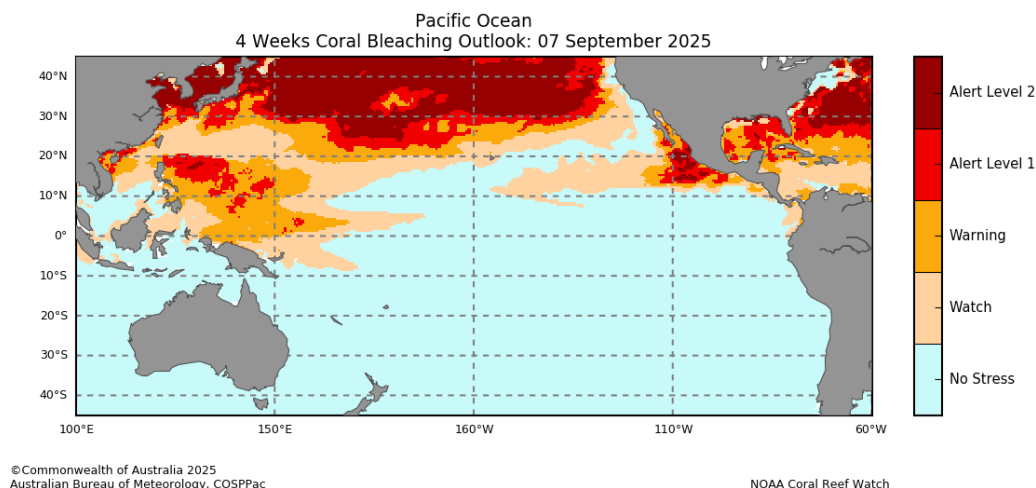 Pacific Ocean
4 Weeks Coral Bleaching Outlook: 07 September 2025
40°N
30°N
20°N
10°N
0°
10°S
20°S
30°S
40°S
100°E
150°E
160°W
110°W
60°W
Alert Level 2
Alert Level 1
Warning
Watch
No Stress
©Commonwealth of Australia 2025
Australian Bureau of Meteorology, COSPPac
NOAA Coral Reef Watch